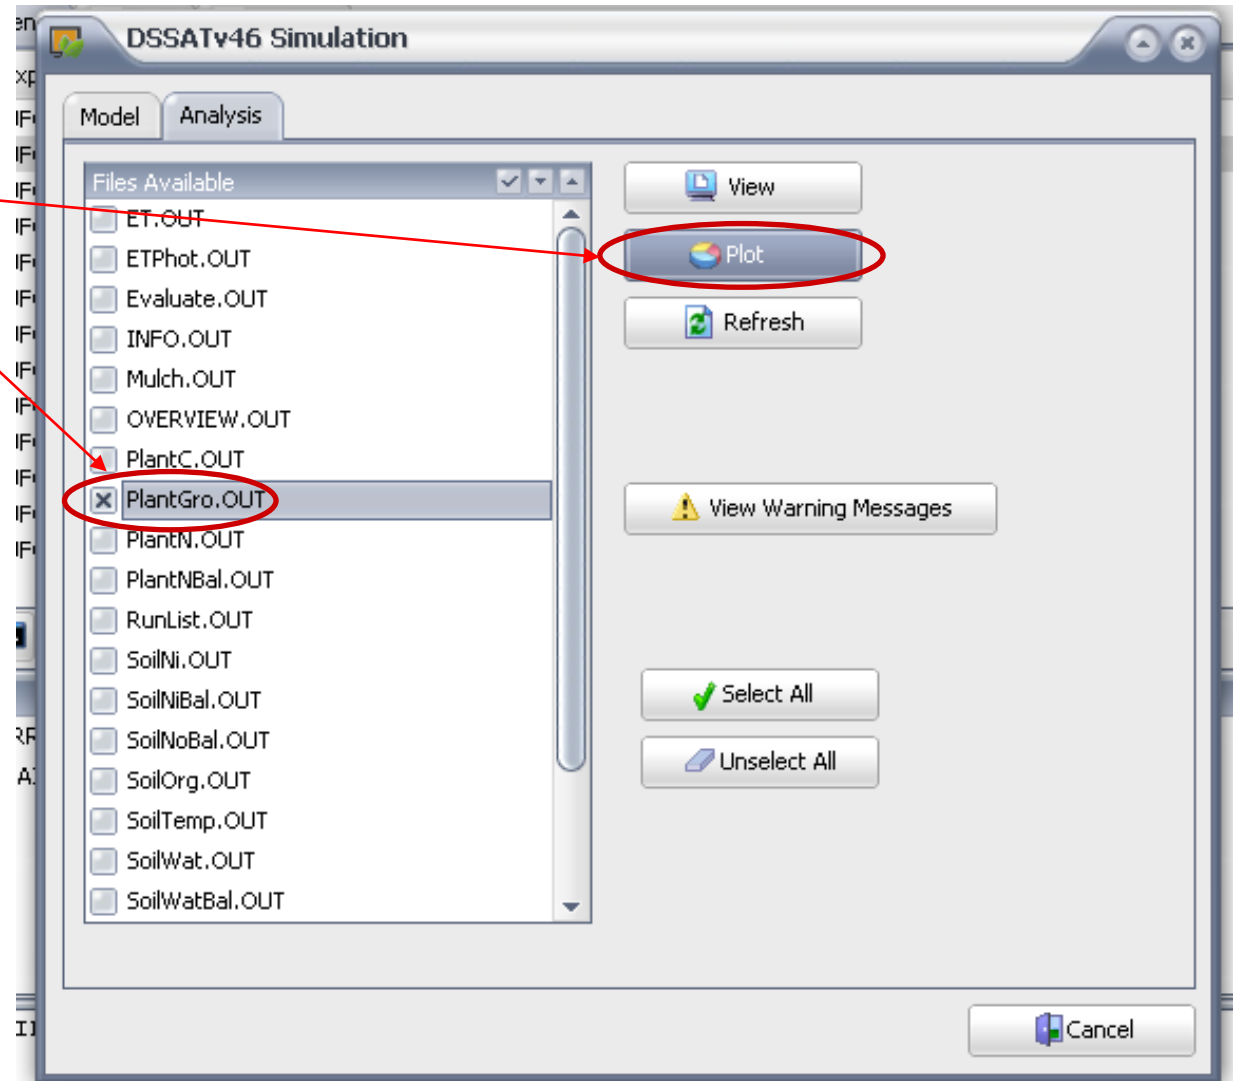 DSSATv46 Simulation
Model
Analysis
Files Available
ET.OUT
ETPhot.OUT
Evaluate.OUT
INFO.OUT
Mulch.OUT
OVERVIEW.OUT
PlantC.OUT
PlantGro.OUT
PlantN.OUT
PlantNBal.OUT
RunList.OUT
SoilNi.OUT
SoilNiBal.OUT
SoilNoBal.OUT
SoilOrg.OUT
SoilTemp.OUT
SoilWat.OUT
SoilWatBal.OUT
View
Plot
Refresh
View Warning Messages
Select All
Unselect All
Cancel